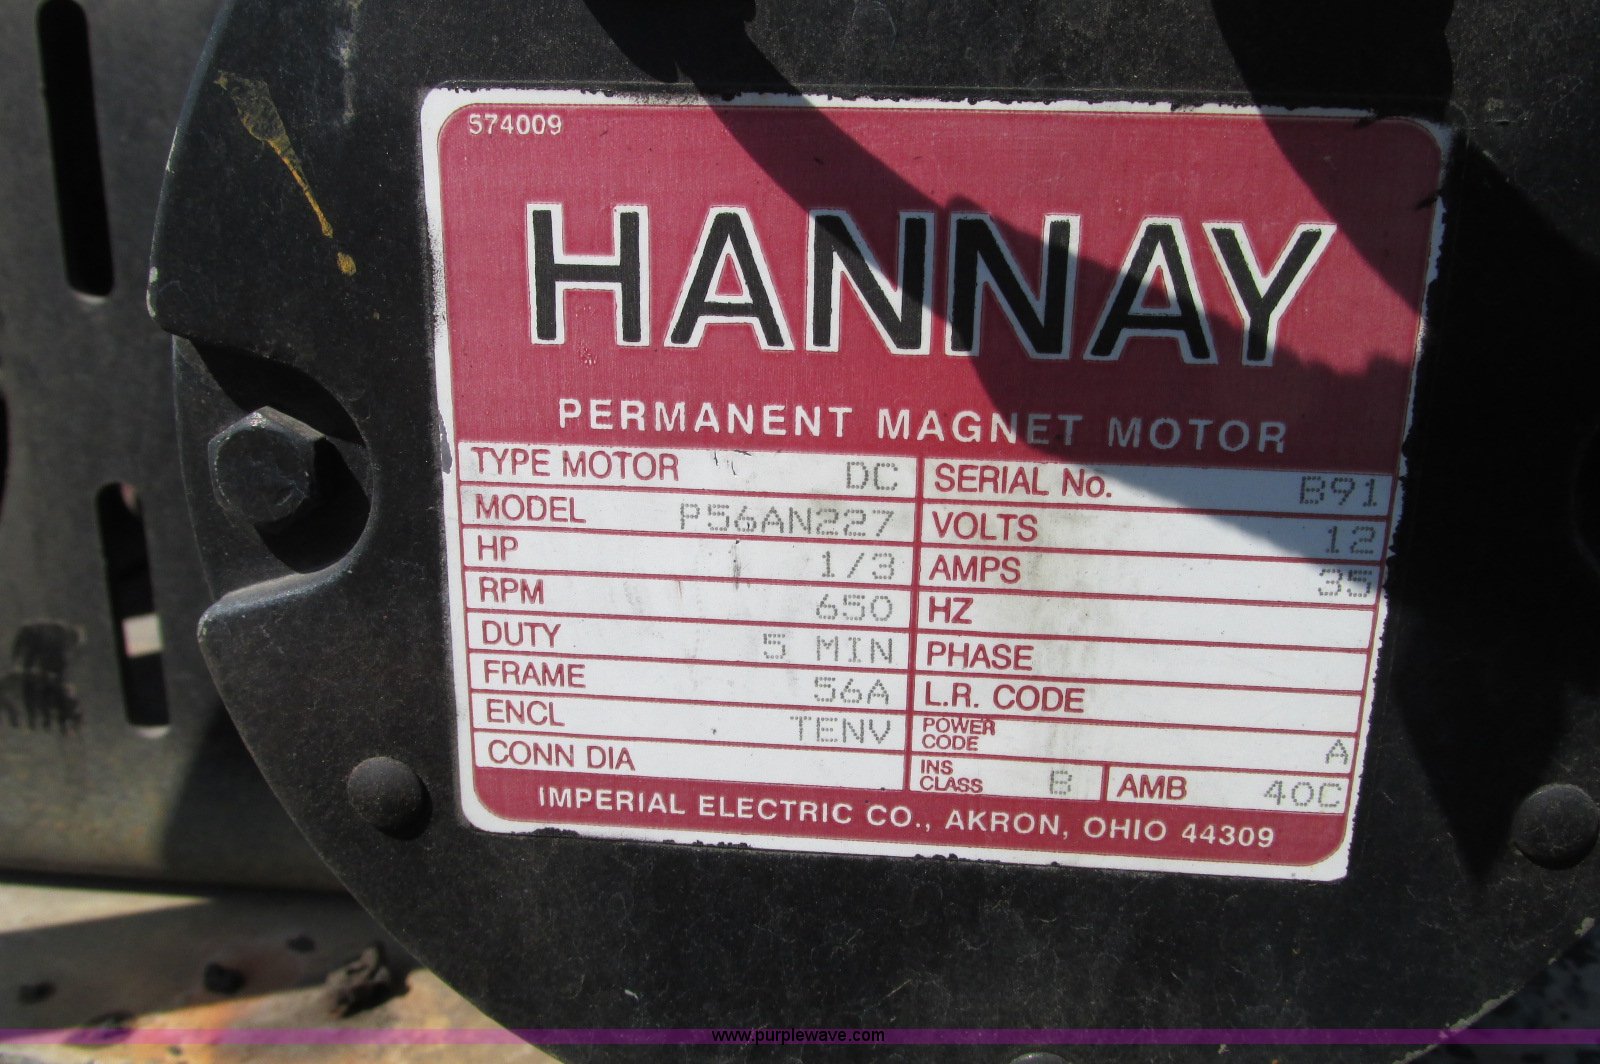 574009
HANNAY
PERMANENT MAGNET MOTOR
TYPE MOTOR DC
MODEL P56AN227
HP 1/3
RPM 650
DUTY 5 MIN
FRAME 56A
ENCL TENV
CONN DIA
SERIAL No. B91
VOLTS 12
AMPS 35
HZ
PHASE
L.R. CODE
POWER
CODE A
INS
CLASS B
AMB 40C
IMPERIAL ELECTRIC CO., AKRON, OHIO 44309
www.purplewave.com